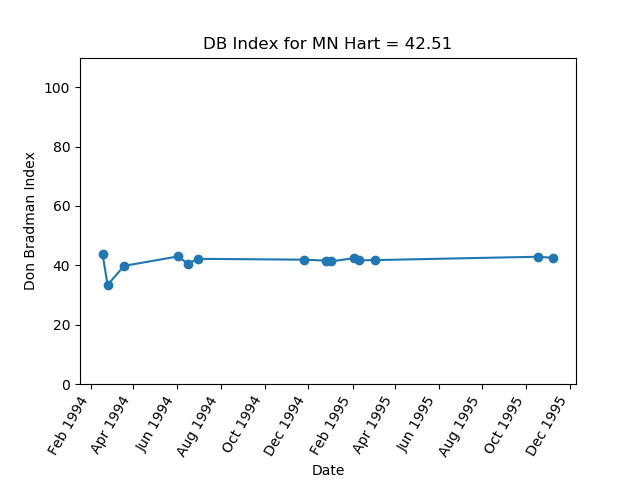 DB Index for MN Hart = 42.51
Don Bradman Index
100
80
60
40
20
0
Feb 1994
Apr 1994
Jun 1994
Aug 1994
Oct 1994
Dec 1994
Feb 1995
Apr 1995
Jun 1995
Aug 1995
Oct 1995
Dec 1995
Date